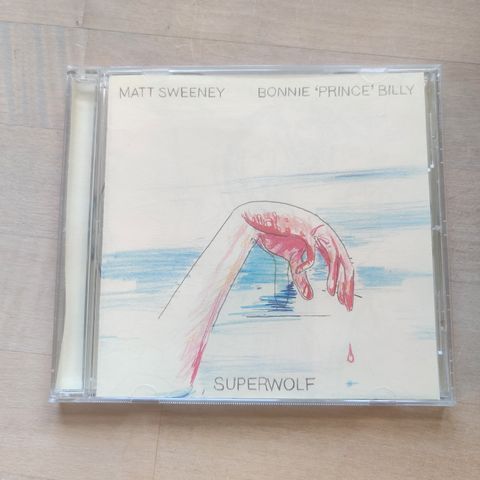 MATT SWEENEY BONNIE 'PRINCE' BILLY
SUPERWOLF